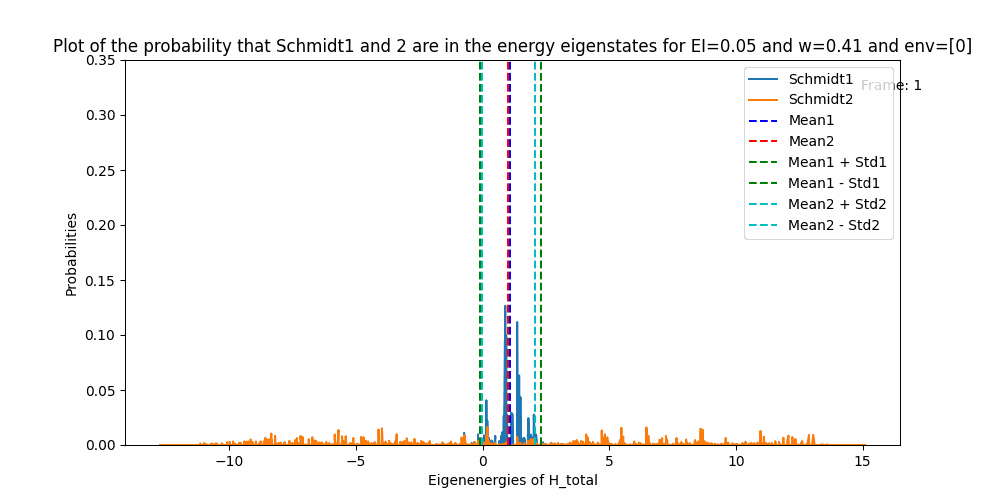 Plot of the probability that Schmidt1 and 2 are in the energy eigenstates for EI=0.05 and w=0.41 and env=[0]
Frame: 1
Schmidt1
Schmidt2
Mean1
Mean2
Mean1 + Std1
Mean1 - Std1
Mean2 + Std2
Mean2 - Std2
Probabilities
0.35
0.30
0.25
0.20
0.15
0.10
0.05
0.00
−10
−5
0
5
10
15
Eigenenergies of H_total